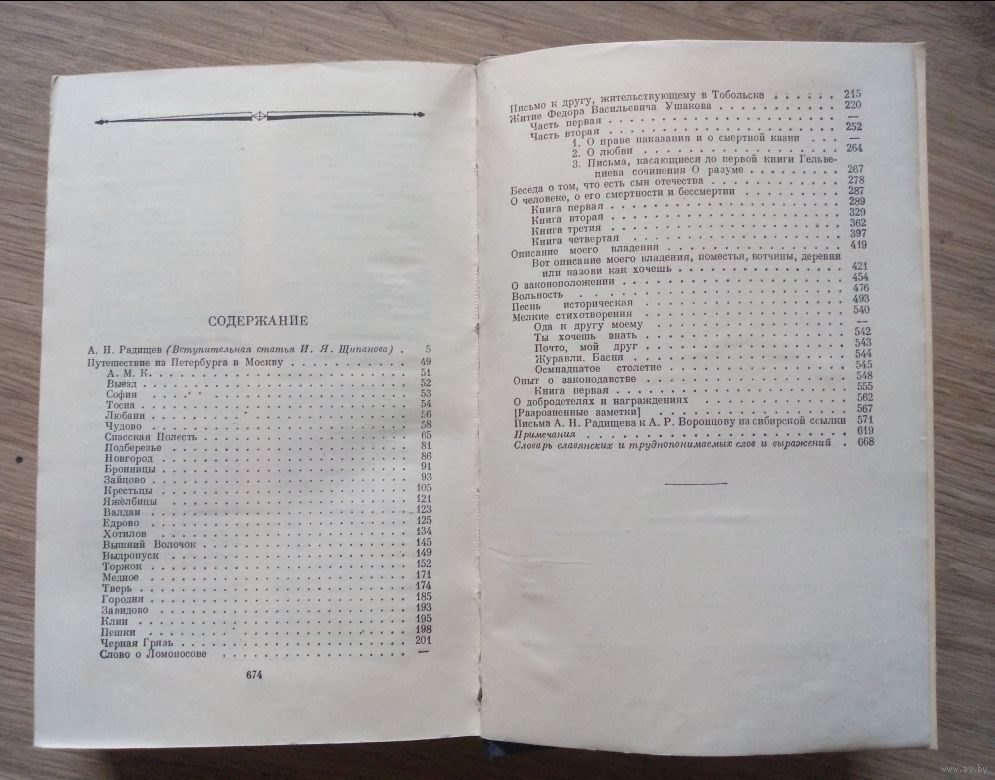 СОДЕРЖАНИЕ
А. Н. Радищев (Вступительная статья И. Я. Щипанова) . 5
Путешествие из Петербурга в Москву 49
А. М. К. 51
Выезд 52
София 53
Тосна 54
Любани 56
Чудово 58
Спасская Полесть 65
Подберезье 81
Новгород 86
Бронницы 91
Зайцово 93
Крестьцы 105
Яжелбицы 121
Валдаи 123
Едрово 125
Хотилов 134
Вышний Волочок 145
Выдропуск 149
Торжок 152
Медное 171
Тверь 174
Городня 185
Завидово 193
Клин 195
Пешки 198
Черная Грязь 201
Слово о Ломоносове —
674
Письмо к другу, жительствующему в Тобольске 215
Житие Федора Васильевича Ушакова 220
Часть первая —
Часть вторая 252
1. О праве наказания и о смертной казни —
2. О любви 264
3. Письма, касающиеся до первой книги Гельве-
циева сочинения О разуме 267
Беседа о том, что есть сын отечества 278
О человеке, о его смертности и бессмертии 287
Книга первая 289
Книга вторая 329
Книга третия 362
Книга четвертая 397
Описание моего владения 419
Вот описание моего владения, поместья, вотчины, деревни
или назови как хочешь 421
О законоположении 454
Вольность 476
Песнь историческая 493
Мелкие стихотворения 540
Ода к другу моему —
Ты хочешь знать 542
Почто, мой друг 543
Журавли. Басня 544
Осмнадцатое столетие 545
Опыт о законодавстве 548
Книга первая 555
О добродетелях и награждениях 562
[Разрозненные заметки] 567
Письма А. Н. Радищева к А. Р. Воронцову из сибирской ссылки 571
Примечания 619
Словарь славянских и труднопонимаемых слов и выражений 668
www.ay.by